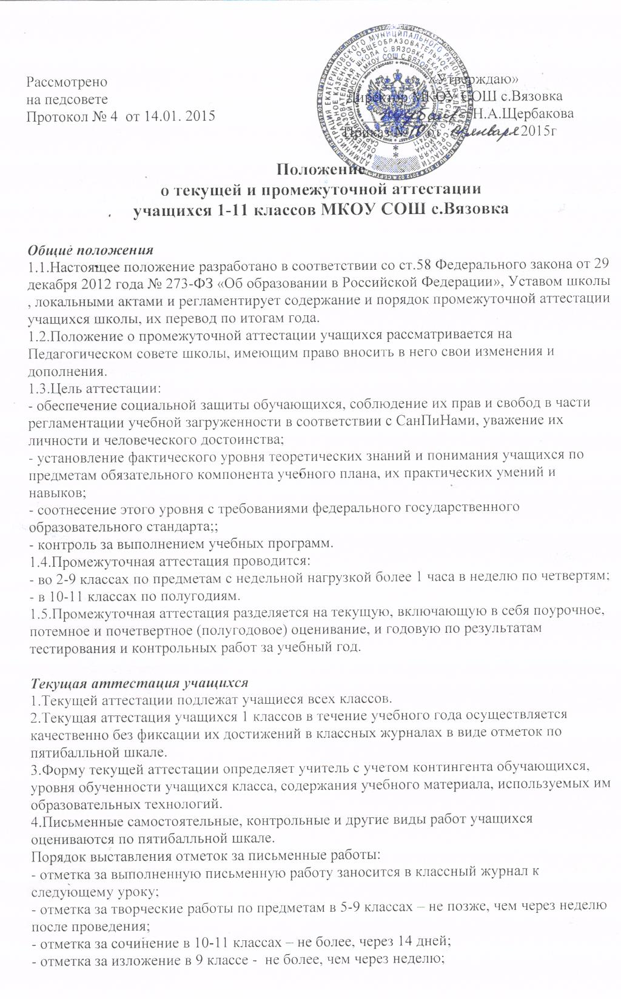 Рассмотрено
на педсовете
Протокол № 4  от 14.01. 2015
«Утверждаю»
Директор МКОУ СОШ с.Вязовка
Н.А.Щербакова
Приказ № 10 от 14 января 2015г
Положение
о текущей и промежуточной аттестации
учащихся 1-11 классов МКОУ СОШ с.Вязовка
Общие положения
1.1.Настоящее положение разработано в соответствии со ст.58 Федерального закона от 29
декабря 2012 года № 273-ФЗ «Об образовании в Российской Федерации», Уставом школы
, локальными актами и регламентирует содержание и порядок промежуточной аттестации
учащихся школы, их перевод по итогам года.
1.2.Положение о промежуточной аттестации учащихся рассматривается на
Педагогическом совете школы, имеющим право вносить в него свои изменения и
дополнения.
1.3.Цель аттестации:
- обеспечение социальной защиты обучающихся, соблюдение их прав и свобод в части
регламентации учебной загруженности в соответствии с СанПиНами, уважение их
личности и человеческого достоинства;
- установление фактического уровня теоретических знаний и понимания учащихся по
предметам обязательного компонента учебного плана, их практических умений и
навыков;
- соотнесение этого уровня с требованиями федерального государственного
образовательного стандарта;;
- контроль за выполнением учебных программ.
1.4.Промежуточная аттестация проводится:
- во 2-9 классах по предметам с недельной нагрузкой более 1 часа в неделю по четвертям;
- в 10-11 классах по полугодиям.
1.5.Промежуточная аттестация разделяется на текущую, включающую в себя поурочное,
потемное и почетвертное (полугодовое) оценивание, и годовую по результатам
тестирования и контрольных работ за учебный год.
Текущая аттестация учащихся
1.Текущей аттестации подлежат учащиеся всех классов.
2.Текущая аттестация учащихся 1 классов в течение учебного года осуществляется
качественно без фиксации их достижений в классных журналах в виде отметок по
пятибалльной шкале.
3.Форму текущей аттестации определяет учитель с учетом контингента обучающихся,
уровня обученности учащихся класса, содержания учебного материала, используемых им
образовательных технологий.
4.Письменные самостоятельные, контрольные и другие виды работ учащихся
оцениваются по пятибалльной шкале.
Порядок выставления отметок за письменные работы:
- отметка за выполненную письменную работу заносится в классный журнал к
следующему уроку;
- отметка за творческие работы по предметам в 5-9 классах – не позже, чем через неделю
после проведения;
- отметка за сочинение в 10-11 классах – не более, через 14 дней;
- отметка за изложение в 9 классе -  не более, чем через неделю;